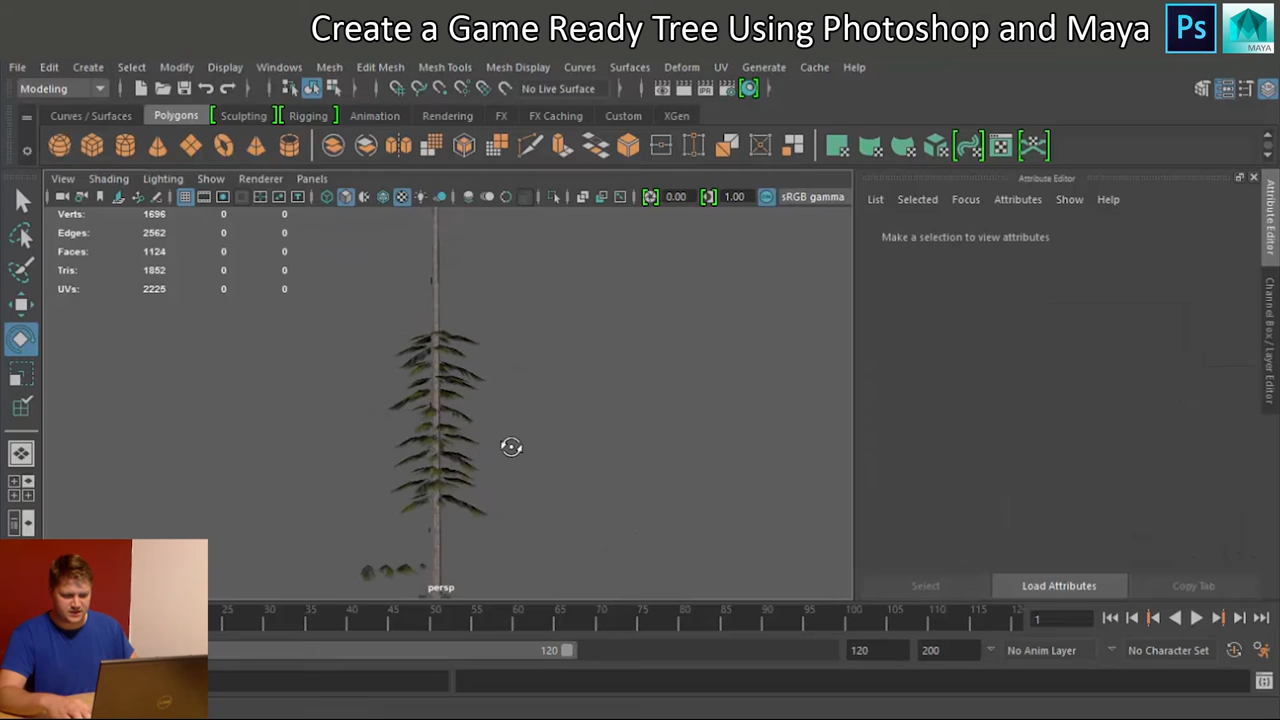 Create a Game Ready Tree Using Photoshop and Maya
Ps
MAYA
File Edit Create Select Modify Display Windows Mesh Edit Mesh Mesh Tools Mesh Display Curves Surfaces Deform UV Generate Cache Help
Modeling No Live Surface
Curves / Surfaces Polygons Sculpting Rigging Animation Rendering FX FX Caching Custom XGen
View Shading Lighting Show Renderer Panels
0.00 1.00 sRGB gamma
Verts: 1696 0 0
Edges: 2562 0 0
Faces: 1124 0 0
Tris: 1852 0 0
UVs: 2225 0 0
persp
Attribute Editor
List Selected Focus Attributes Show Help
Make a selection to view attributes
Select Load Attributes Copy Tab
Attribute Editor
Channel Box / Layer Editor
25 30 35 40 45 50 55 60 65 70 75 80 85 90 95 100 105 110 115 1
120 120 200 No Anim Layer No Character Set